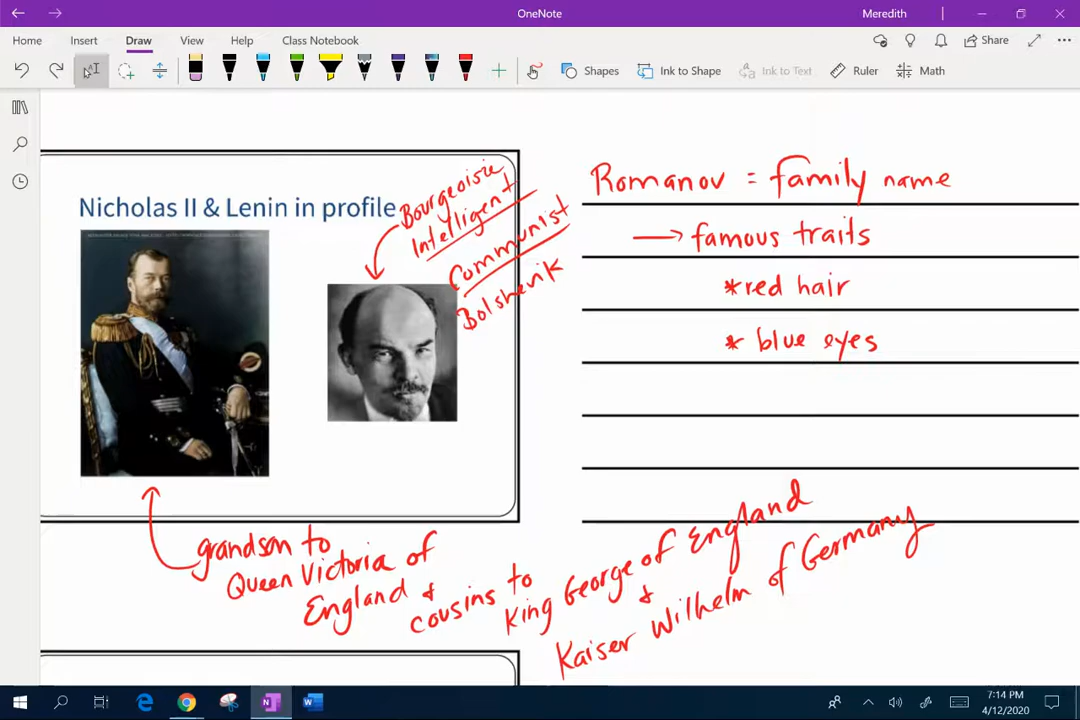 OneNote
Meredith
Home
Insert
Draw
View
Help
Class Notebook
Share
Shapes
Ink to Shape
Ink to Text
Ruler
Math
Nicholas II & Lenin in profile
Bourgeoisie
Intelligent
Communist
Bolshevik
Romanov = family name
→ famous traits
*red hair
* blue eyes
grandson to
Queen Victoria of
England &
cousins to
King George of England
&
Kaiser Wilhelm of Germany
7:14 PM
4/12/2020